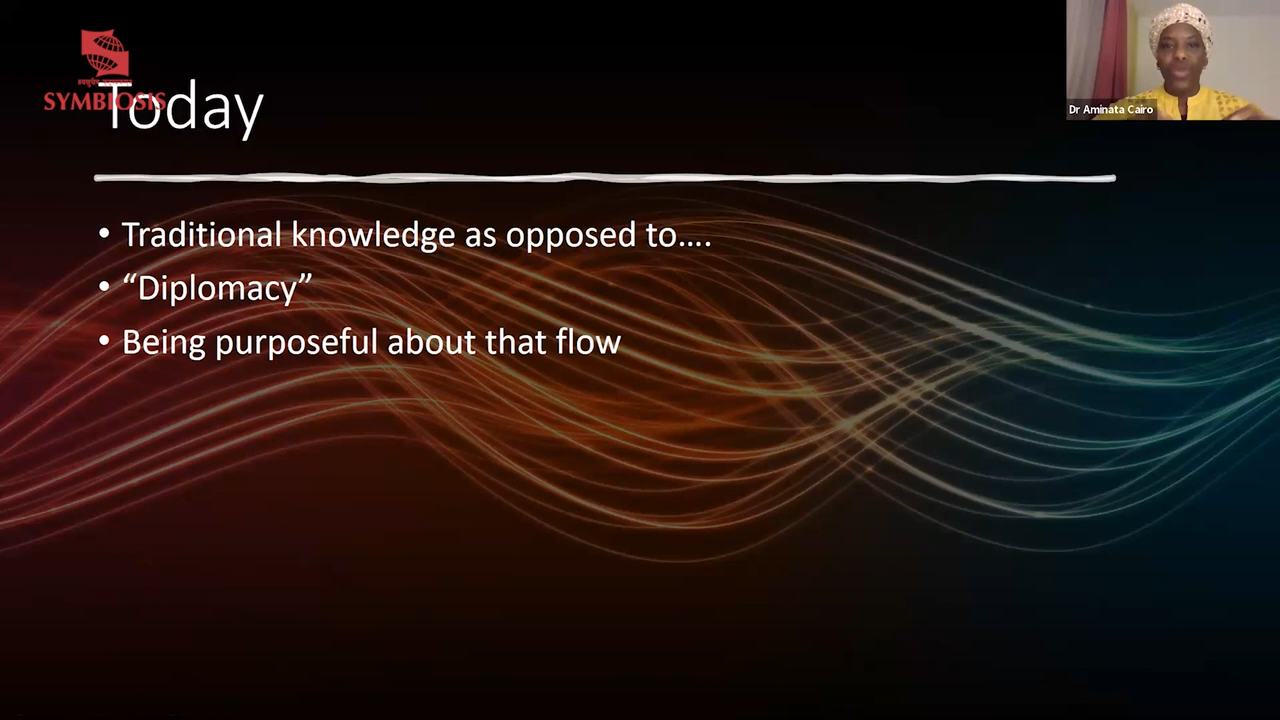 SYMBIOSIS
Today
Dr Aminata Cairo
• Traditional knowledge as opposed to....
• “Diplomacy”
• Being purposeful about that flow